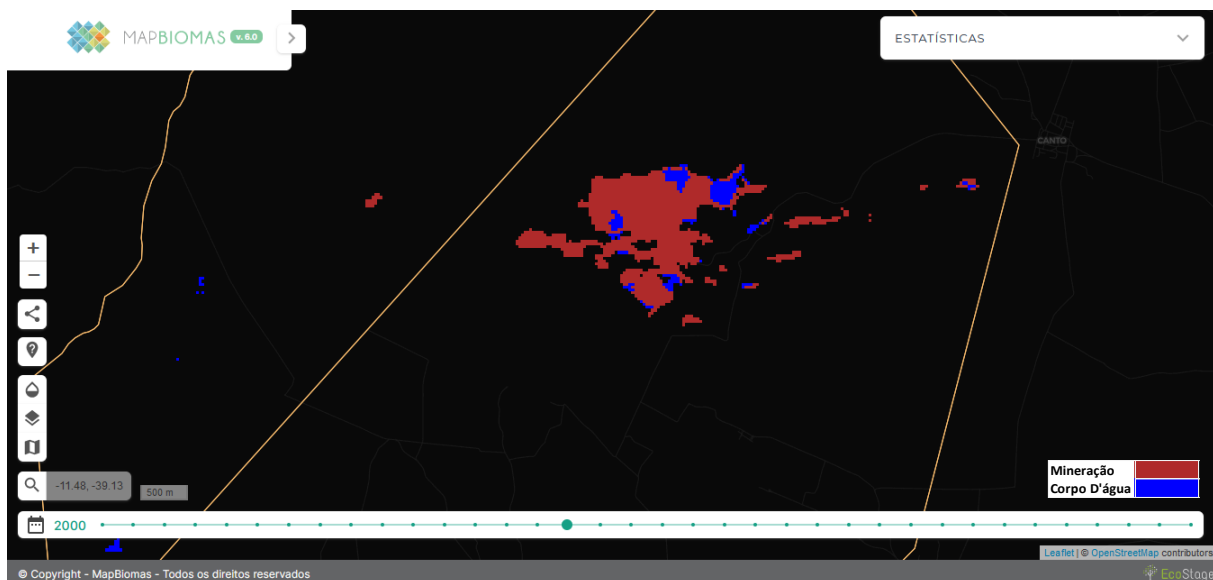 MAPBIOMAS v. 6.0
ESTATÍSTICAS
CANTO
+
−
-11.48, -39.13
500 m
Mineração
Corpo D'água
2000
Leaflet | © OpenStreetMap contributors
© Copyright - MapBiomas - Todos os direitos reservados
EcoStage